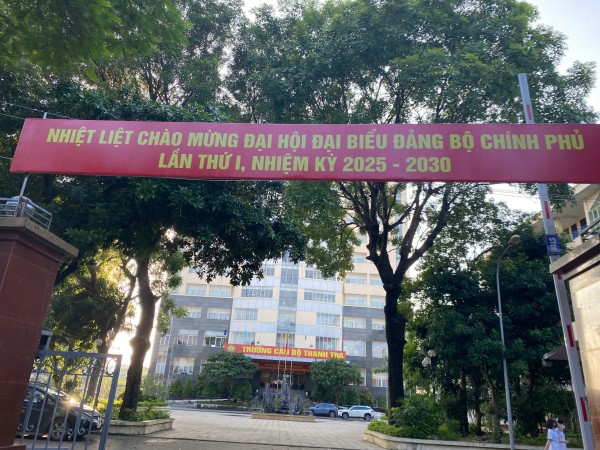 NHIỆT LIỆT CHÀO MỪNG ĐẠI HỘI ĐẠI BIỂU ĐẢNG BỘ CHÍNH PHỦ
LẦN THỨ I, NHIỆM KỲ 2025 - 2030
TRƯỜNG CÁN BỘ THANH TRA